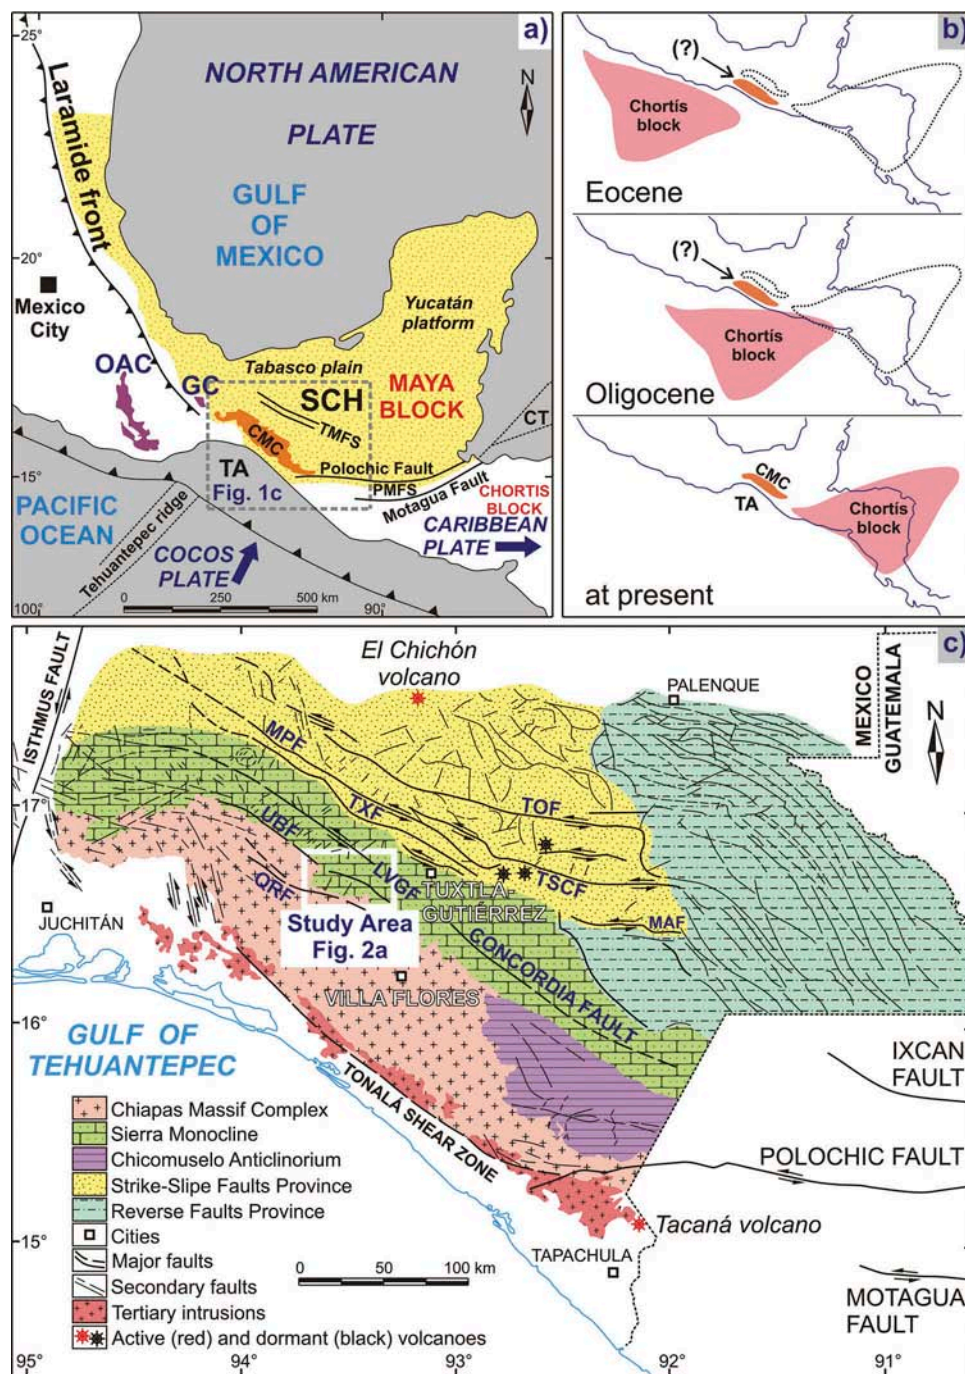 a)
25°
NORTH AMERICAN
PLATE
N
Laramide front
GULF
OF
MEXICO
20°
Mexico
City
Yucatán
platform
OAC
GC
Tabasco plain
SCH
MAYA
BLOCK
TMFS
CMC
CT
TA
Polochic Fault
15°
Fig. 1c
PMFS
Motagua Fault
CHORTIS
BLOCK
PACIFIC
OCEAN
Tehuantepec ridge
COCOS
PLATE
CARIBBEAN
PLATE
100°
0 250 500 km
90°
b)
(?)
Chortís
block
Eocene
(?)
Chortís
block
Oligocene
CMC
TA
Chortís
block
at present
c)
ISTHMUS FAULT
El Chichón
volcano
PALENQUE
MEXICO
GUATEMALA
N
MPF
17°
TXF
TOF
UBF
LVGF
QRF
TUXTLA-
GUTIÉRREZ
TSCF
MAF
JUCHITÁN
Study Area
Fig. 2a
CONCORDIA FAULT
VILLA FLORES
16°
GULF OF
TEHUANTEPEC
IXCAN
FAULT
TONALÁ SHEAR ZONE
Chiapas Massif Complex
Sierra Monocline
Chicomuselo Anticlinorium
Strike-Slipe Faults Province
Reverse Faults Province
Cities
Major faults
Secondary faults
Tertiary intrusions
Active (red) and dormant (black) volcanoes
POLOCHIC FAULT
Tacaná volcano
15°
TAPACHULA
0 50 100 km
MOTAGUA
FAULT
95° 94° 93° 92° 91°